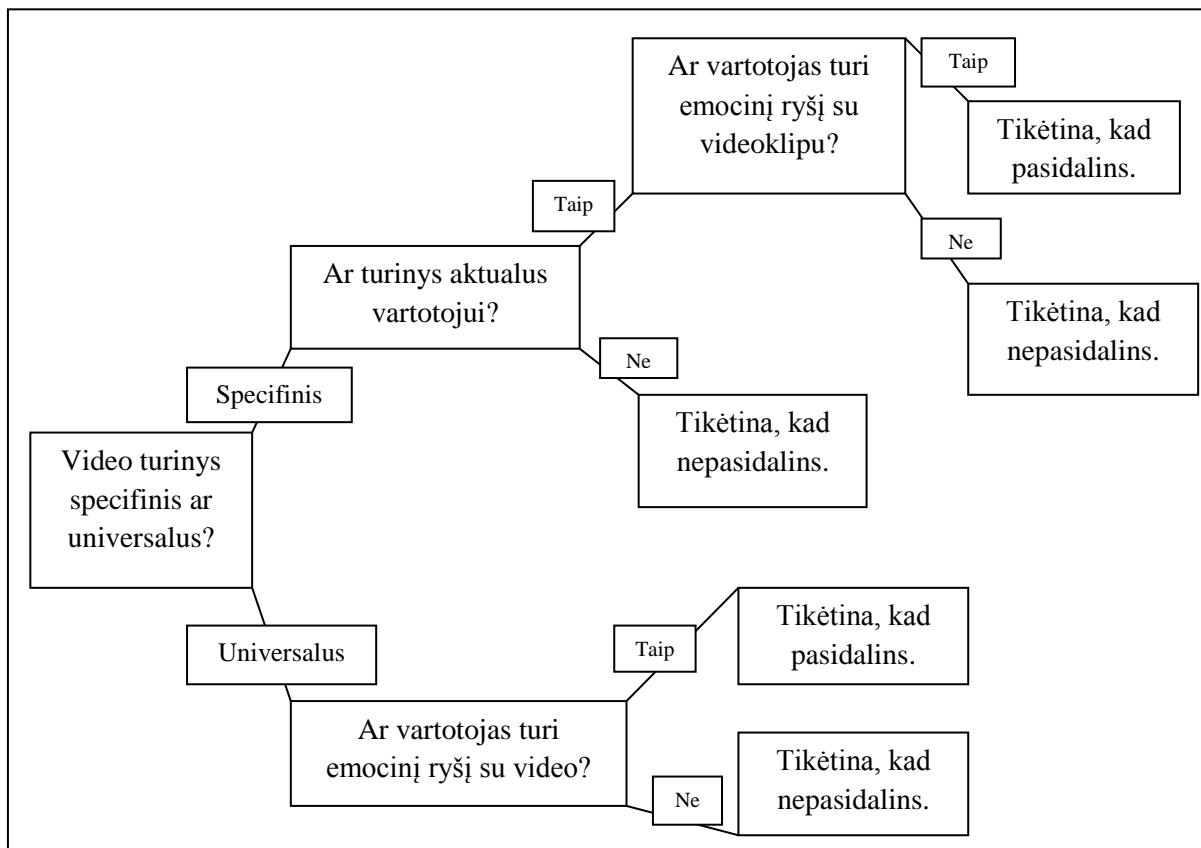 Ar vartotojas turi
emocinį ryšį su
videoklipu?
Taip
Tikėtina, kad
pasidalins.
Taip
Ne
Ar turinys aktualus
vartotojui?
Tikėtina, kad
nepasidalins.
Ne
Specifinis
Tikėtina, kad
nepasidalins.
Video turinys
specifinis ar
universalus?
Tikėtina, kad
pasidalins.
Taip
Universalus
Ar vartotojas turi
emocinį ryšį su video?
Tikėtina, kad
nepasidalins.
Ne